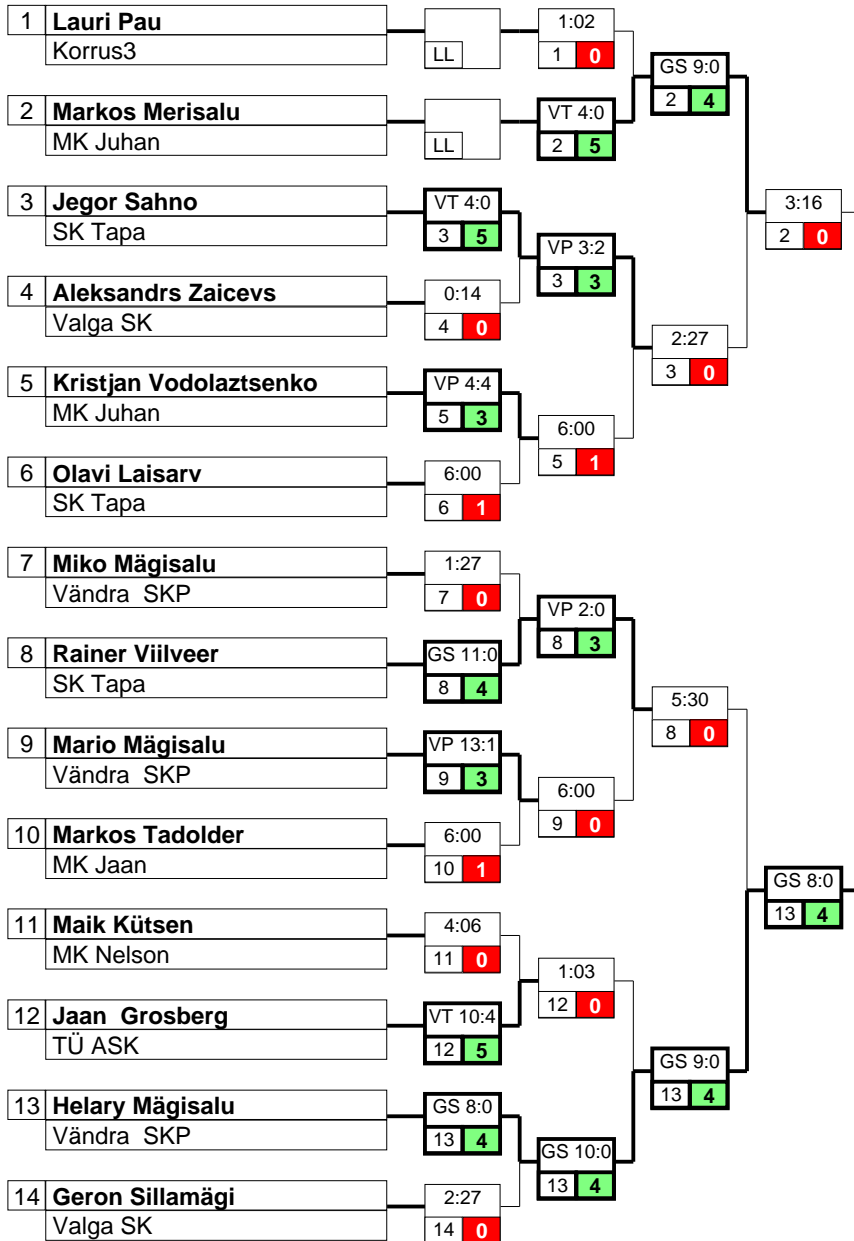 1 Lauri Pau
Korrus3
LL
1:02
1 0
GS 9:0
2 4
2 Markos Merisalu
MK Juhan
LL
VT 4:0
2 5
3 Jegor Sahno
SK Tapa
VT 4:0
3 5
VP 3:2
3 3
3:16
2 0
4 Aleksandrs Zaicevs
Valga SK
0:14
4 0
2:27
3 0
5 Kristjan Vodolaztsenko
MK Juhan
VP 4:4
5 3
6:00
5 1
6 Olavi Laisarv
SK Tapa
6:00
6 1
7 Miko Mägisalu
Vändra SKP
1:27
7 0
VP 2:0
8 3
8 Rainer Viilveer
SK Tapa
GS 11:0
8 4
5:30
8 0
9 Mario Mägisalu
Vändra SKP
VP 13:1
9 3
6:00
9 0
10 Markos Tadolder
MK Jaan
6:00
10 1
GS 8:0
13 4
11 Maik Kütsen
MK Nelson
4:06
11 0
1:03
12 0
12 Jaan Grosberg
TÜ ASK
VT 10:4
12 5
GS 9:0
13 4
13 Helary Mägisalu
Vändra SKP
GS 8:0
13 4
GS 10:0
13 4
14 Geron Sillamägi
Valga SK
2:27
14 0